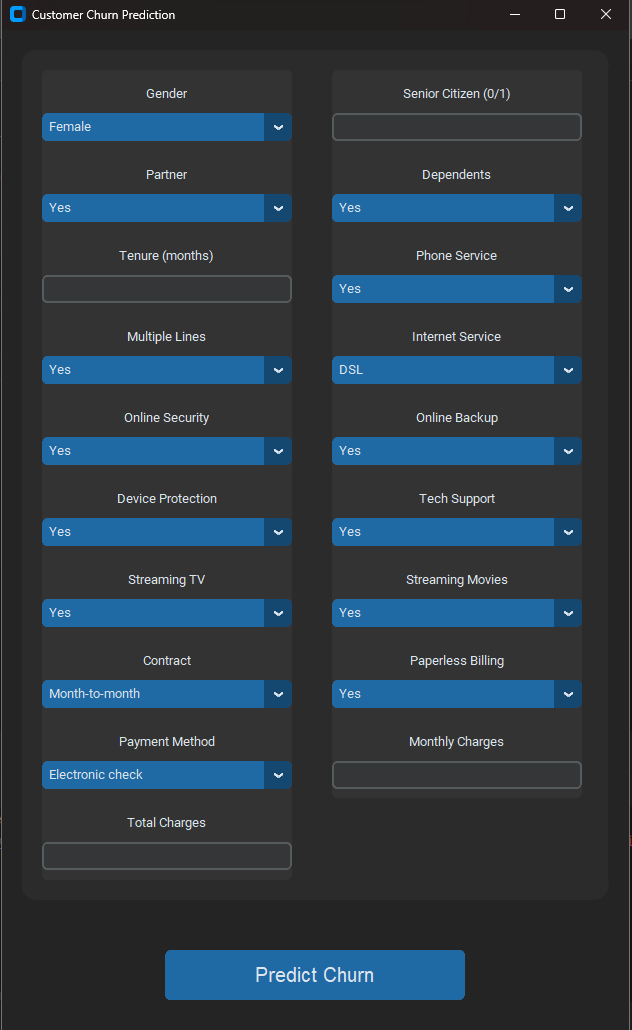 Customer Churn Prediction
Gender
Senior Citizen (0/1)
Female
Partner
Dependents
Yes
Yes
Tenure (months)
Phone Service
Yes
Multiple Lines
Internet Service
Yes
DSL
Online Security
Online Backup
Yes
Yes
Device Protection
Tech Support
Yes
Yes
Streaming TV
Streaming Movies
Yes
Yes
Contract
Paperless Billing
Month-to-month
Yes
Payment Method
Monthly Charges
Electronic check
Total Charges
Predict Churn